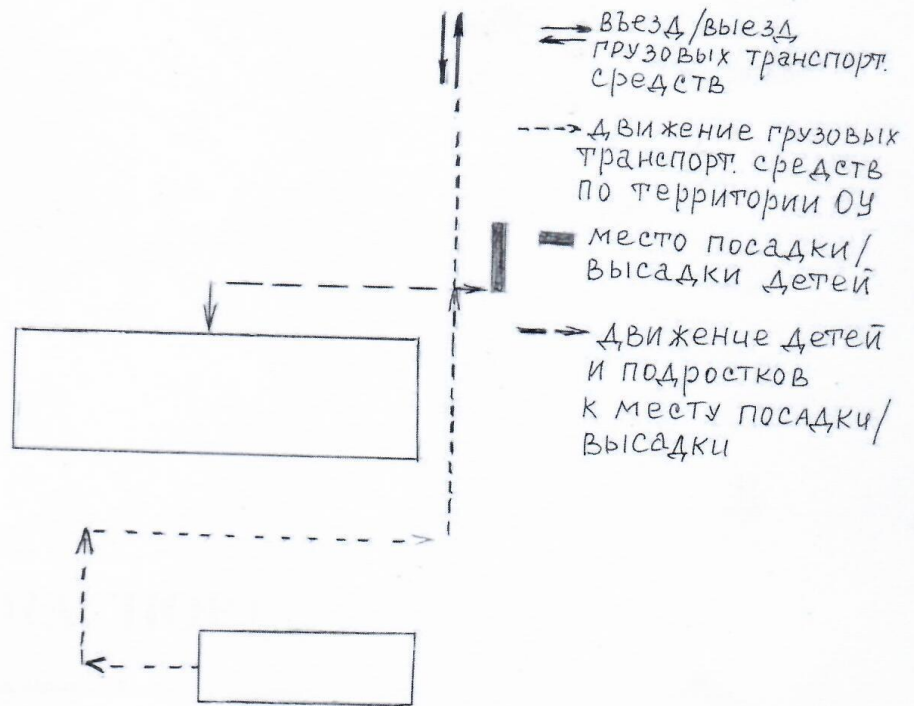 въезд/выезд
грузовых транспорт.
средств
движение грузовых
транспорт. средств
по территории ОУ
место посадки/
высадки детей
движение детей
и подростков
к месту посадки/
высадки